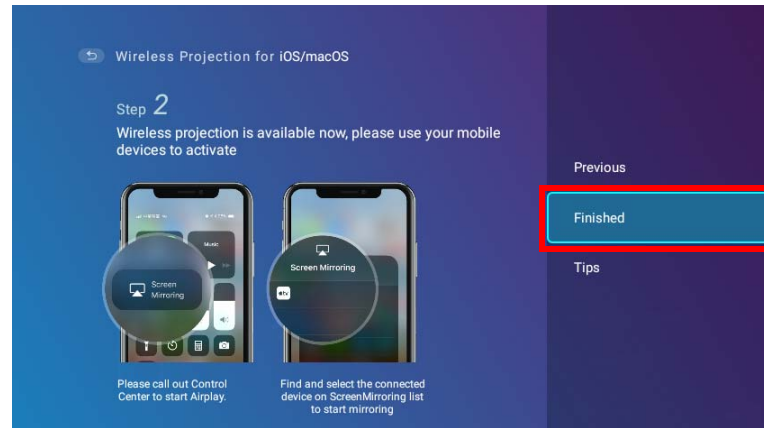 Wireless Projection for iOS/macOS
Step 2
Wireless projection is available now, please use your mobile
devices to activate
Music
Screen
Mirroring
Screen Mirroring
tv
Please call out Control
Center to start Airplay.
Find and select the connected
device on ScreenMirroring list
to start mirroring
Previous
Finished
Tips